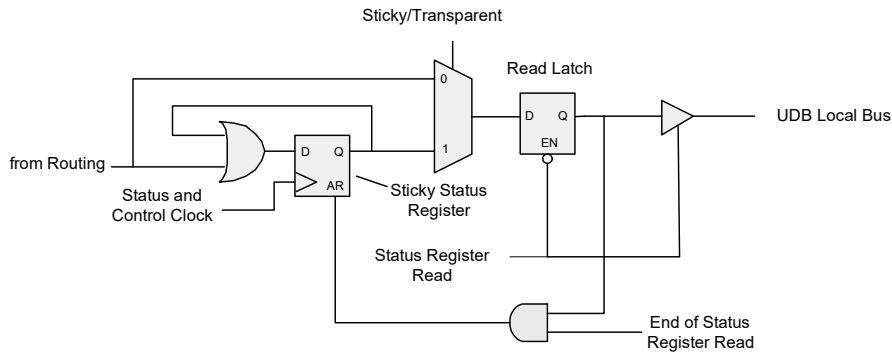 Sticky/Transparent
0
Read Latch
D Q
EN
UDB Local Bus
1
from Routing
D Q
AR
Sticky Status
Register
Status and
Control Clock
Status Register
Read
End of Status
Register Read